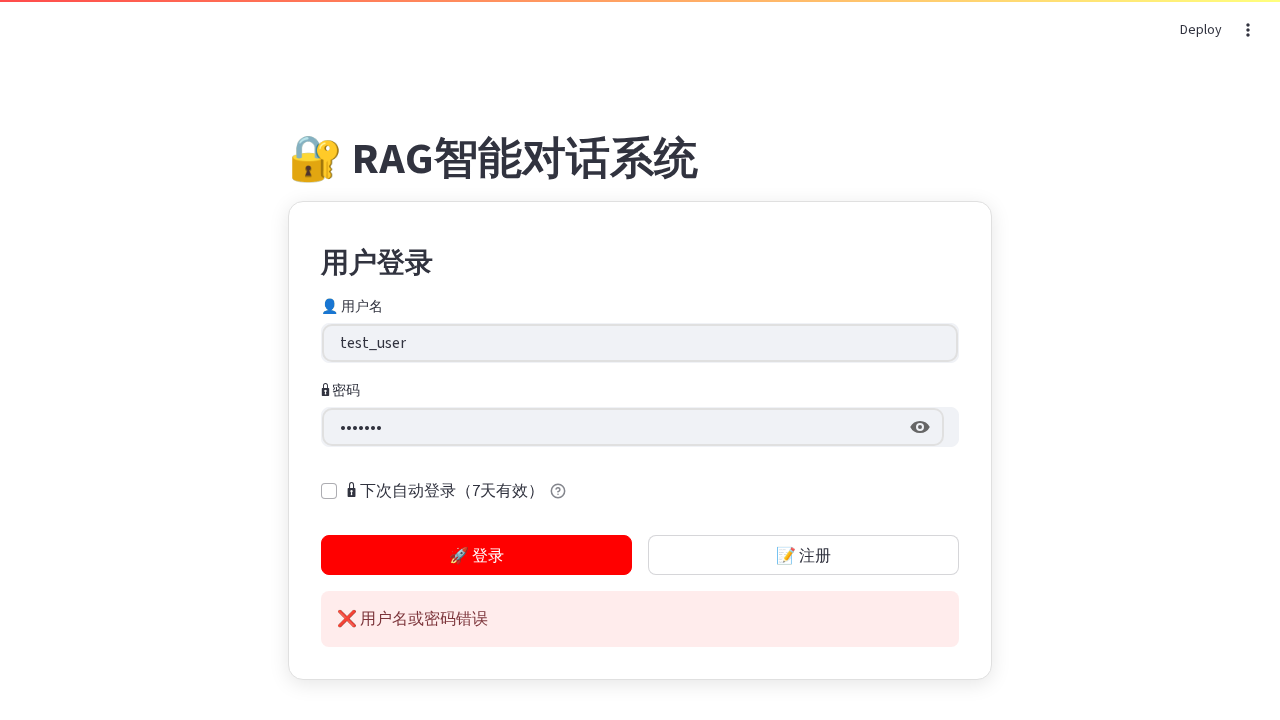 Deploy
🔐 RAG智能对话系统
用户登录
👤 用户名
test_user
🔒 密码
•••••••
🔒 下次自动登录（7天有效）
🚀 登录
📝 注册
❌ 用户名或密码错误